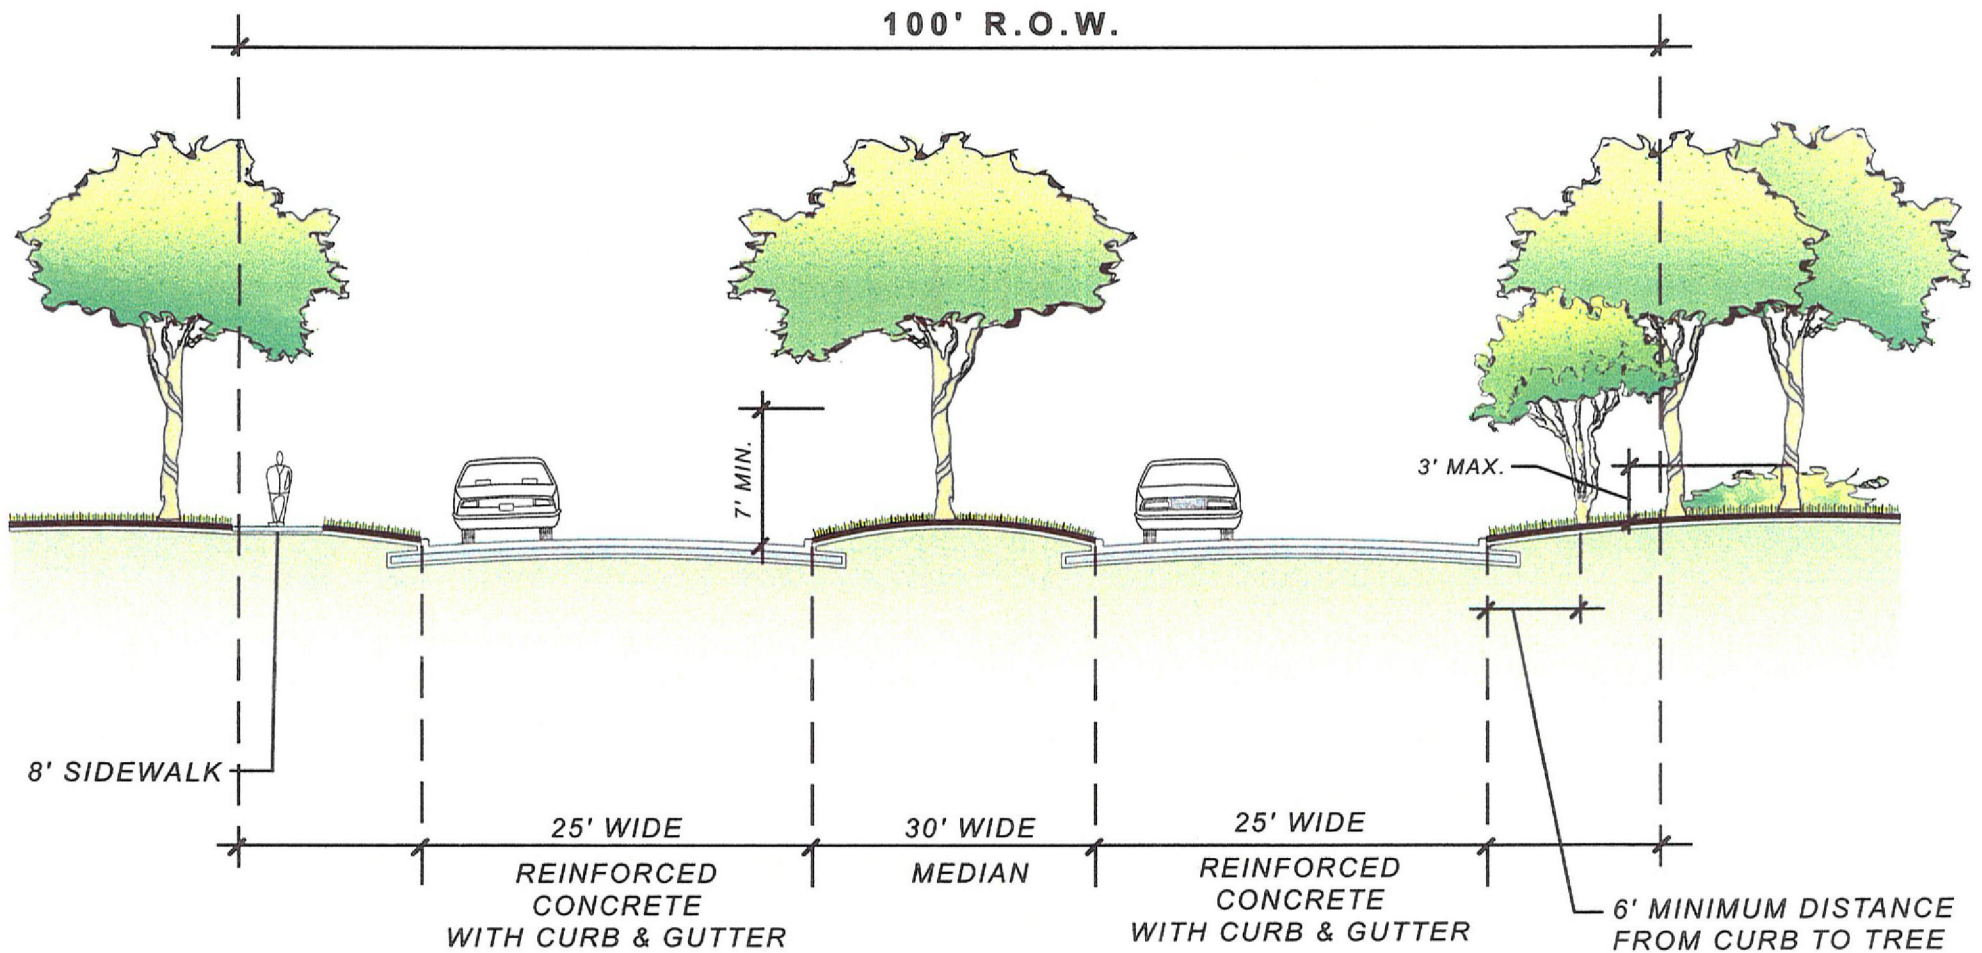 100' R.O.W.
7' MIN.
3' MAX.
8' SIDEWALK
25' WIDE
REINFORCED
CONCRETE
WITH CURB & GUTTER
30' WIDE
MEDIAN
25' WIDE
REINFORCED
CONCRETE
WITH CURB & GUTTER
6' MINIMUM DISTANCE
FROM CURB TO TREE